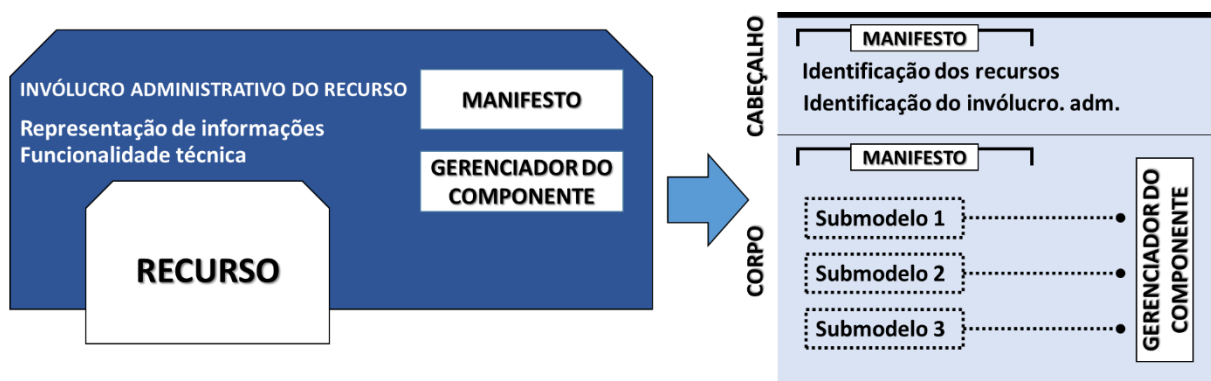 INVÓLUCRO ADMINISTRATIVO DO RECURSO
Representação de informações
Funcionalidade técnica
MANIFESTO
GERENCIADOR DO
COMPONENTE
RECURSO
CABEÇALHO
MANIFESTO
Identificação dos recursos
Identificação do invólucro. adm.
CORPO
MANIFESTO
Submodelo 1
Submodelo 2
Submodelo 3
GERENCIADOR DO
COMPONENTE